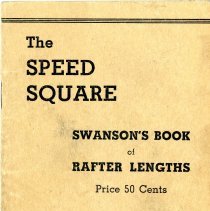 The
SPEED
SQUARE
SWANSON'S BOOK
of
RAFTER LENGTHS
Price 50 Cents